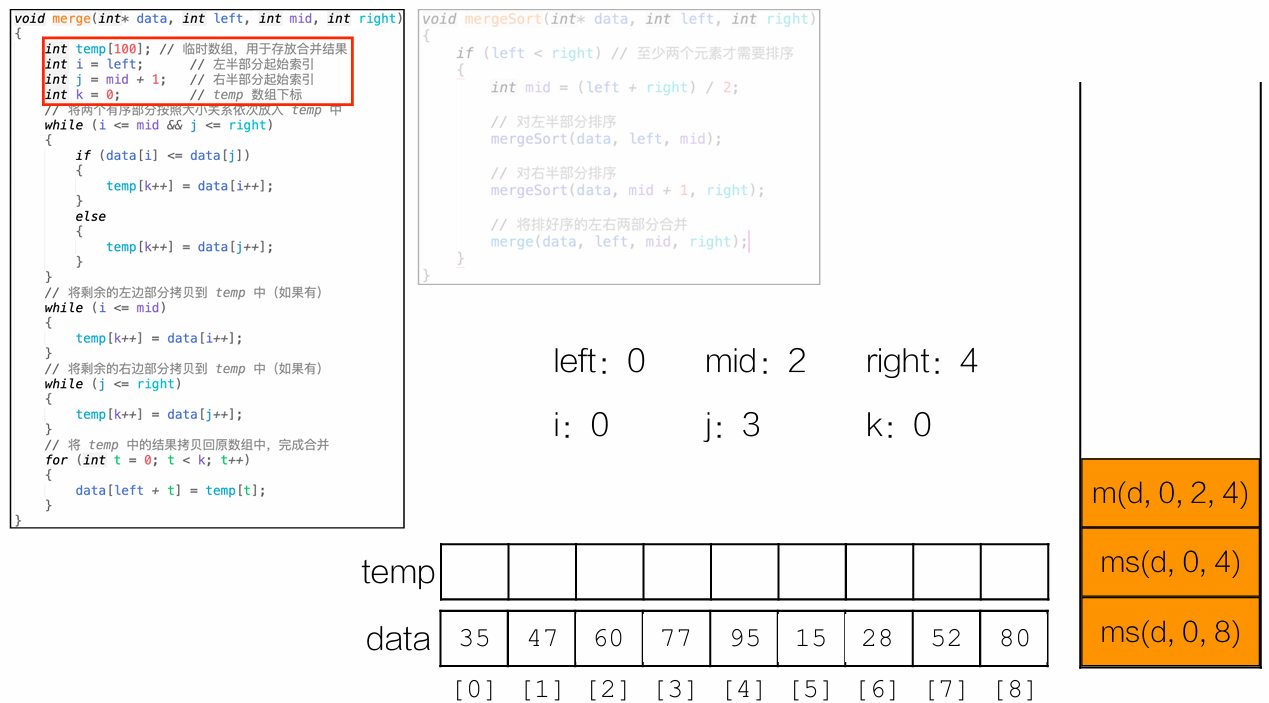 void merge(int* data, int left, int mid, int right)
{
int temp[100]; // 临时数组，用于存放合并结果
int i = left; // 左半部分起始索引
int j = mid + 1; // 右半部分起始索引
int k = 0; // temp 数组下标
// 将两个有序部分按照大小关系依次放入 temp 中
while (i <= mid && j <= right)
{
if (data[i] <= data[j])
{
temp[k++] = data[i++];
}
else
{
temp[k++] = data[j++];
}
}
// 将剩余的左边部分拷贝到 temp 中（如果有）
while (i <= mid)
{
temp[k++] = data[i++];
}
// 将剩余的右边部分拷贝到 temp 中（如果有）
while (j <= right)
{
temp[k++] = data[j++];
}
// 将 temp 中的结果拷贝回原数组中，完成合并
for (int t = 0; t < k; t++)
{
data[left + t] = temp[t];
}
}
void mergeSort(int* data, int left, int right)
{
if (left < right) // 至少两个元素才需要排序
{
int mid = (left + right) / 2;
// 对左半部分排序
mergeSort(data, left, mid);
// 对右半部分排序
mergeSort(data, mid + 1, right);
// 将排好序的左右两部分合并
merge(data, left, mid, right);
}
}
left： 0 mid： 2 right： 4
i： 0 j： 3 k： 0
m(d, 0, 2, 4)
ms(d, 0, 4)
ms(d, 0, 8)
temp
data 35 47 60 77 95 15 28 52 80
[0] [1] [2] [3] [4] [5] [6] [7] [8]